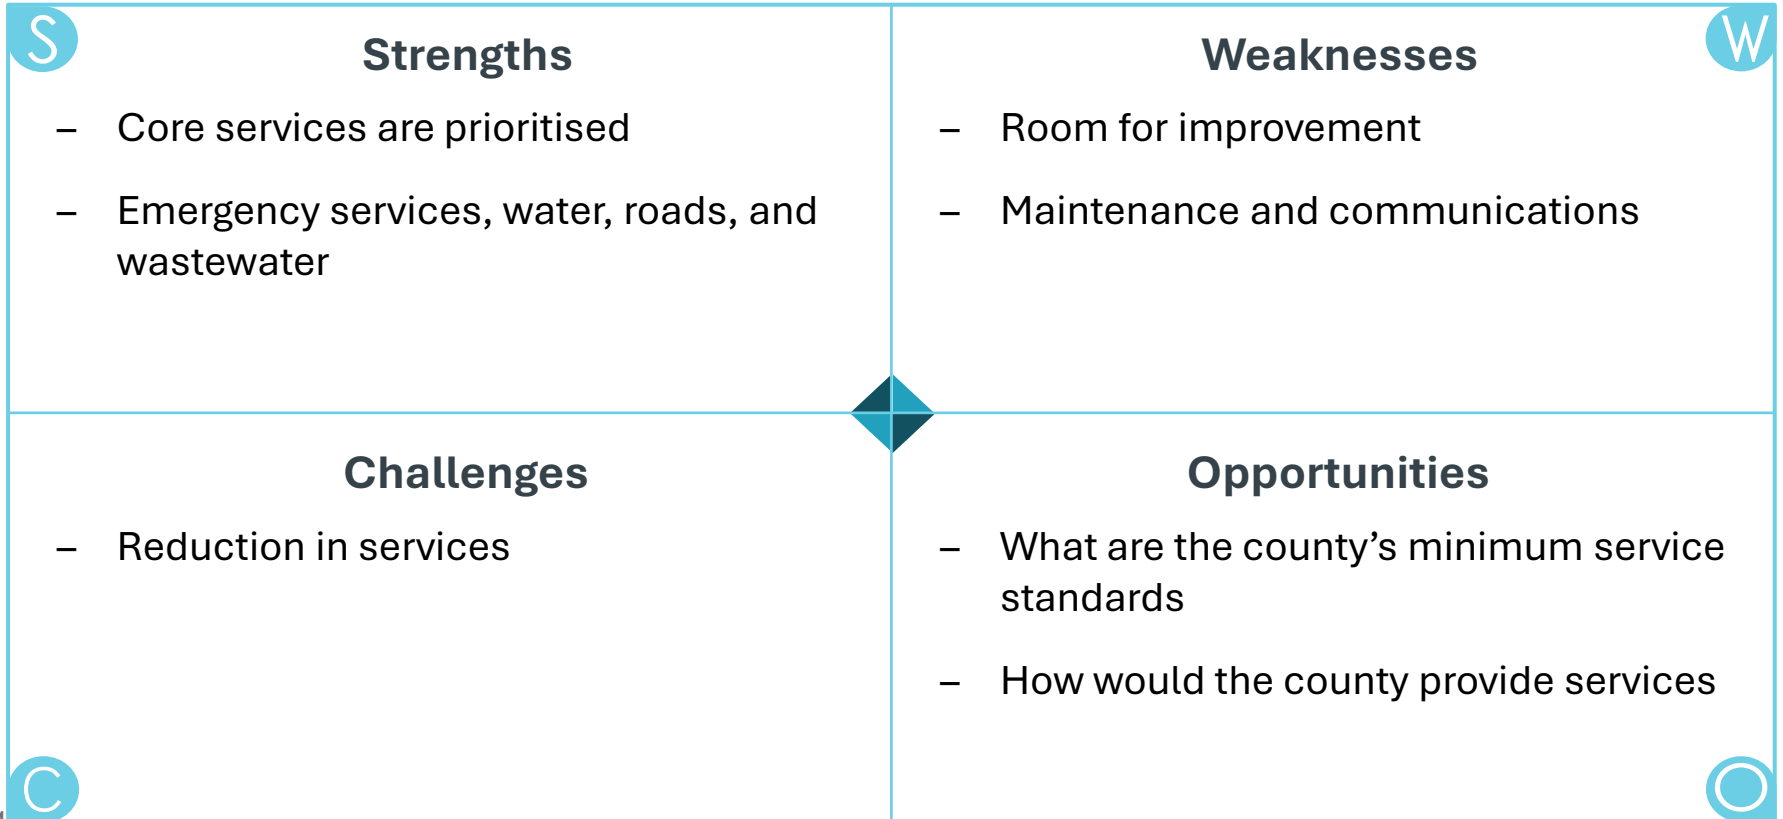 S
Strengths
– Core services are prioritised
– Emergency services, water, roads, and
wastewater
W
Weaknesses
– Room for improvement
– Maintenance and communications
C
Challenges
– Reduction in services
O
Opportunities
– What are the county’s minimum service
standards
– How would the county provide services